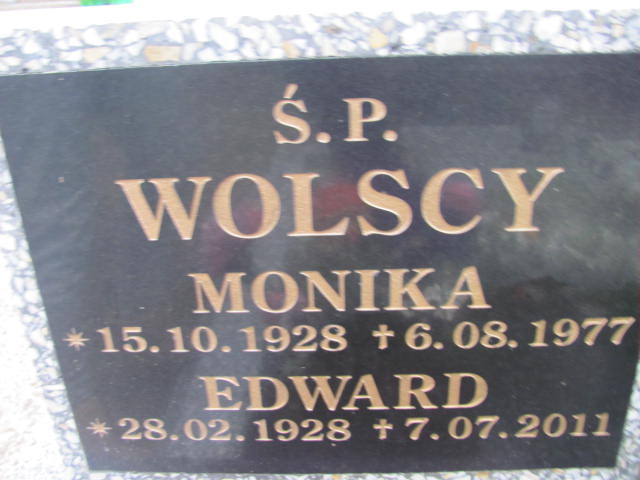 Ś.P.
WOLSCY
MONIKA
* 15.10.1928 † 6.08.1977
EDWARD
* 28.02.1928 † 7.07.2011